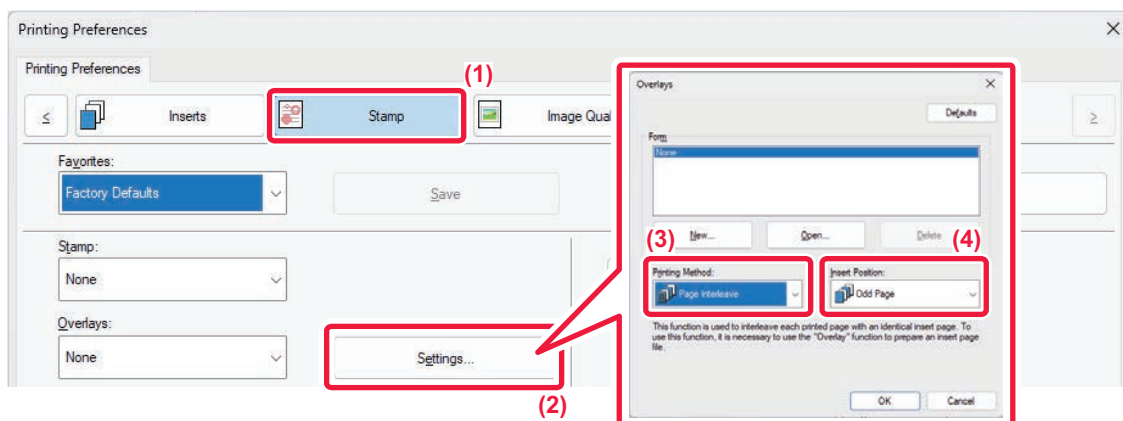 Printing Preferences
Printing Preferences
(1)
≤
Inserts
Stamp
Image Qual
≥
Favorites:
Factory Defaults
Save
Stamp:
None
Overlays:
None
Settings...
(2)
Overlays
Defaults
Form
None
New...
Open...
Delete
(3)
(4)
Printing Method:
Page Interleave
Insert Position:
Odd Page
This function is used to interleave each printed page with an identical insert page. To
use this function, it is necessary to use the "Overlay" function to prepare an insert page
file.
OK
Cancel